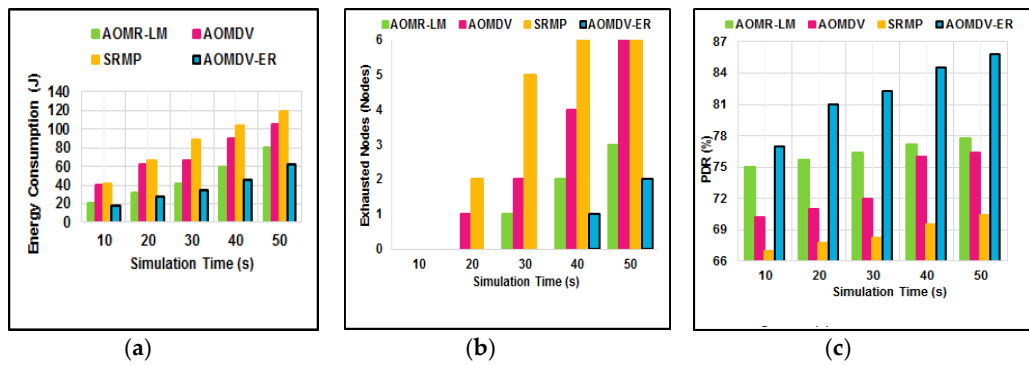 AOMR-LM AOMDV
SRMP AOMDV-ER
Energy Consumption (J)
140
120
100
80
60
40
20
0
10 20 30 40 50
Simulation Time (s)
(a)
AOMR-LM AOMDV SRMP AOMDV-ER
Exhausted Nodes (Nodes)
6
5
4
3
2
1
0
10 20 30 40 50
Simulation Time (s)
(b)
AOMR-LM AOMDV SRMP AOMDV-ER
PDR (%)
87
84
81
78
75
72
69
66
10 20 30 40 50
Simulation Time (s)
(c)